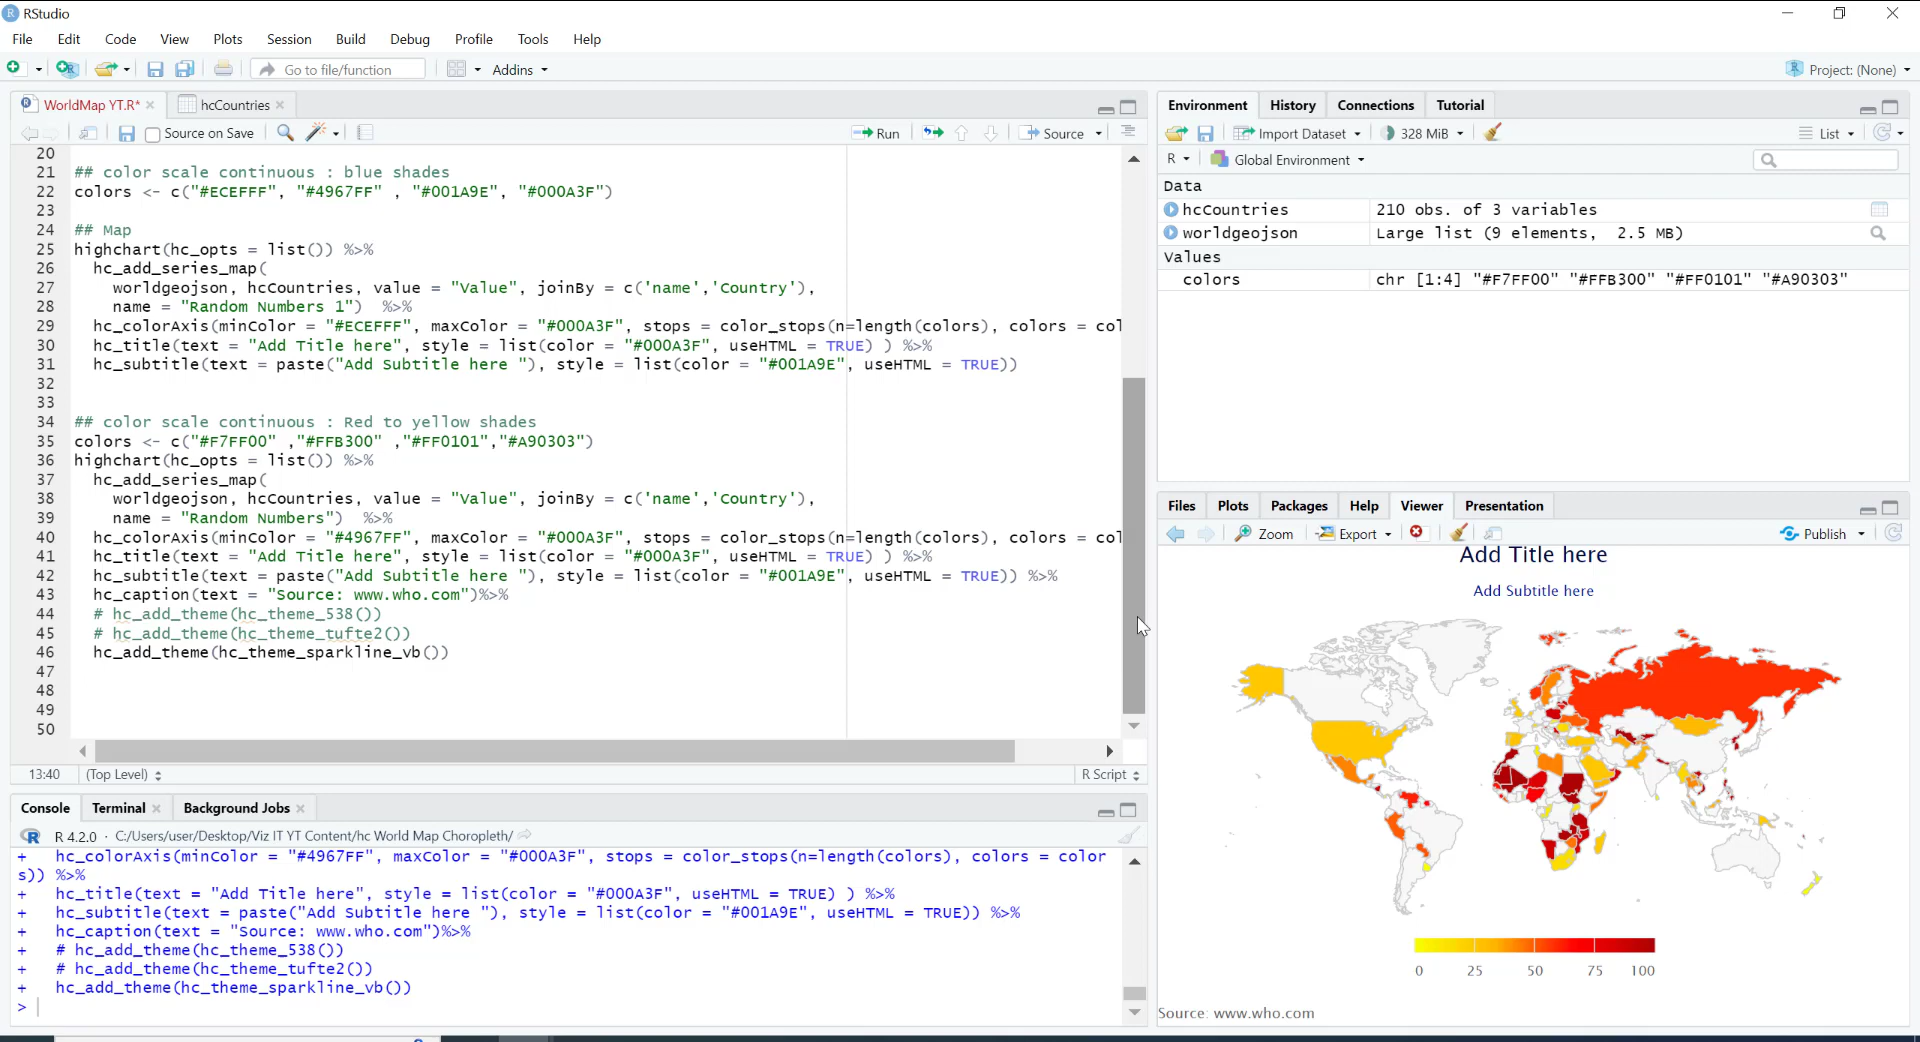 RStudio
File Edit Code View Plots Session Build Debug Profile Tools Help
Go to file/function Addins Project: (None)
WorldMap YT.R* hcCountries
Source on Save Run Source
20
21 ## color scale continuous : blue shades
22 colors <- c("#ECEFFF", "#4967FF" , "#001A9E", "#000A3F")
23
24 ## Map
25 highchart(hc_opts = list()) %>%
26 hc_add_series_map(
27 worldgeojson, hcCountries, value = "Value", joinBy = c('name','Country'),
28 name = "Random Numbers 1") %>%
29 hc_colorAxis(minColor = "#ECEFFF", maxColor = "#000A3F", stops = color_stops(n=length(colors), colors = col
30 hc_title(text = "Add Title here", style = list(color = "#000A3F", useHTML = TRUE) ) %>%
31 hc_subtitle(text = paste("Add Subtitle here "), style = list(color = "#001A9E", useHTML = TRUE))
32
33
34 ## color scale continuous : Red to yellow shades
35 colors <- c("#F7FF00" ,"#FFB300" ,"#FF0101","#A90303")
36 highchart(hc_opts = list()) %>%
37 hc_add_series_map(
38 worldgeojson, hcCountries, value = "Value", joinBy = c('name','Country'),
39 name = "Random Numbers") %>%
40 hc_colorAxis(minColor = "#4967FF", maxColor = "#000A3F", stops = color_stops(n=length(colors), colors = col
41 hc_title(text = "Add Title here", style = list(color = "#000A3F", useHTML = TRUE) ) %>%
42 hc_subtitle(text = paste("Add Subtitle here "), style = list(color = "#001A9E", useHTML = TRUE)) %>%
43 hc_caption(text = "Source: www.who.com")%>%
44 # hc_add_theme(hc_theme_538())
45 # hc_add_theme(hc_theme_tufte2())
46 hc_add_theme(hc_theme_sparkline_vb())
47
48
49
50
13:40 (Top Level) R Script
Console Terminal Background Jobs
R 4.2.0 · C:/Users/user/Desktop/Viz IT YT Content/hc World Map Choropleth/
+ hc_colorAxis(minColor = "#4967FF", maxColor = "#000A3F", stops = color_stops(n=length(colors), colors = color
s)) %>%
+ hc_title(text = "Add Title here", style = list(color = "#000A3F", useHTML = TRUE) ) %>%
+ hc_subtitle(text = paste("Add Subtitle here "), style = list(color = "#001A9E", useHTML = TRUE)) %>%
+ hc_caption(text = "Source: www.who.com")%>%
+ # hc_add_theme(hc_theme_538())
+ # hc_add_theme(hc_theme_tufte2())
+ hc_add_theme(hc_theme_sparkline_vb())
>
Environment History Connections Tutorial
Import Dataset 328 MiB List
R Global Environment
Data
hcCountries 210 obs. of 3 variables
worldgeojson Large list (9 elements, 2.5 MB)
Values
colors chr [1:4] "#F7FF00" "#FFB300" "#FF0101" "#A90303"
Files Plots Packages Help Viewer Presentation
Zoom Export Publish
Add Title here
Add Subtitle here
0 25 50 75 100
Source: www.who.com